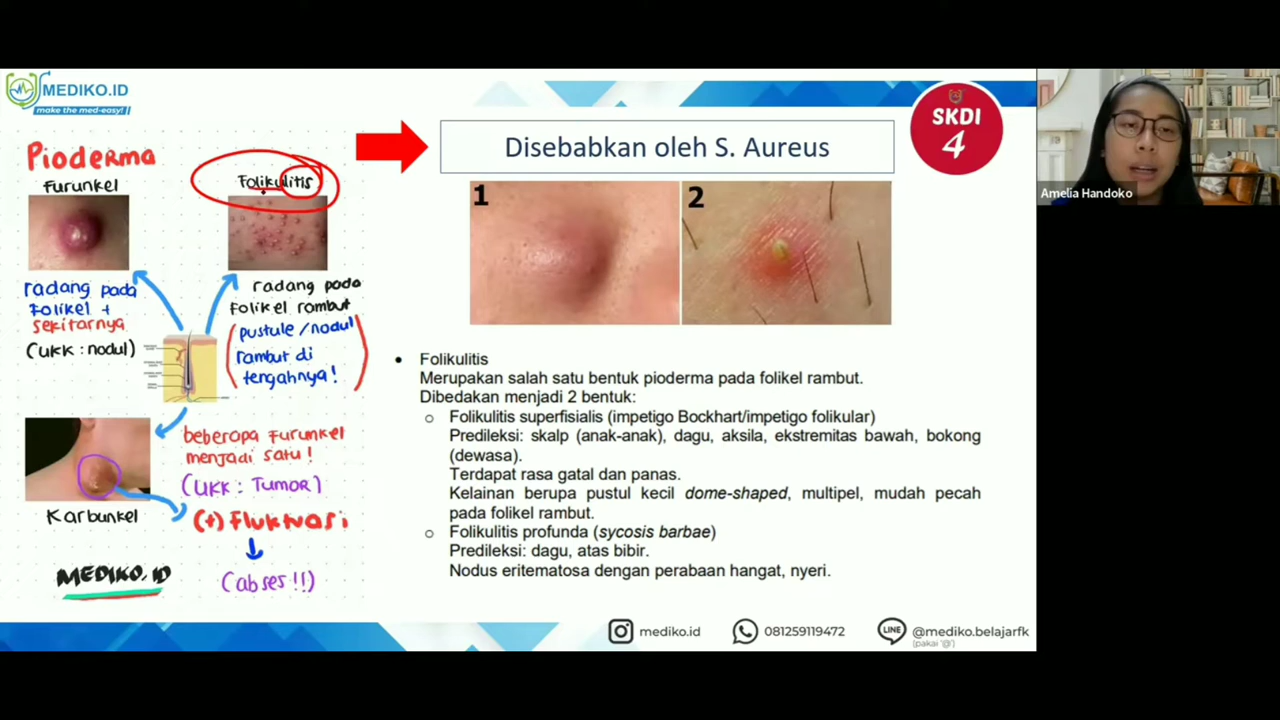 MEDIKO.ID
make the med-easy!
Pioderma
Furunkel
Folikulitis
radang pada
folikel +
sekitarnya
(UKK : nodul)
radang pada
folikel rambut
(pustule/nodul
rambut di
tengahnya!)
beberapa furunkel
menjadi satu!
(UKK : Tumor)
(+) Fluktuasi
(abses!!)
Karbunkel
MEDIKO.ID
Disebabkan oleh S. Aureus
SKDI
4
1
2
• Folikulitis
Merupakan salah satu bentuk pioderma pada folikel rambut.
Dibedakan menjadi 2 bentuk:
○ Folikulitis superfisialis (impetigo Bockhart/impetigo folikular)
Predileksi: skalp (anak-anak), dagu, aksila, ekstremitas bawah, bokong
(dewasa).
Terdapat rasa gatal dan panas.
Kelainan berupa pustul kecil dome-shaped, multipel, mudah pecah
pada folikel rambut.
○ Folikulitis profunda (sycosis barbae)
Predileksi: dagu, atas bibir.
Nodus eritematosa dengan perabaan hangat, nyeri.
mediko.id
081259119472
LINE
@mediko.belajarfk
(pakai '@')
Amelia Handoko